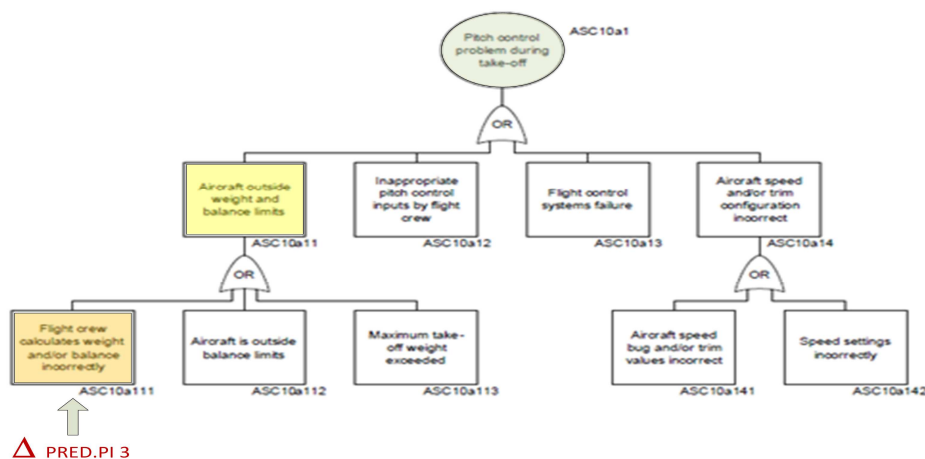 Pitch control
problem during
take-off
ASC10a1
OR
Aircraft outside
weight and
balance limits
ASC10a11
Inappropriate
pitch control
inputs by flight
crew
ASC10a12
Flight control
systems failure
ASC10a13
Aircraft speed
and/or trim
configuration
incorrect
ASC10a14
OR
OR
Flight crew
calculates weight
and/or balance
incorrectly
ASC10a111
Aircraft is outside
balance limits
ASC10a112
Maximum take-
off weight
exceeded
ASC10a113
Aircraft speed
bug and/or trim
values incorrect
ASC10a141
Speed settings
incorrectly
ASC10a142
Δ PRED.PI 3